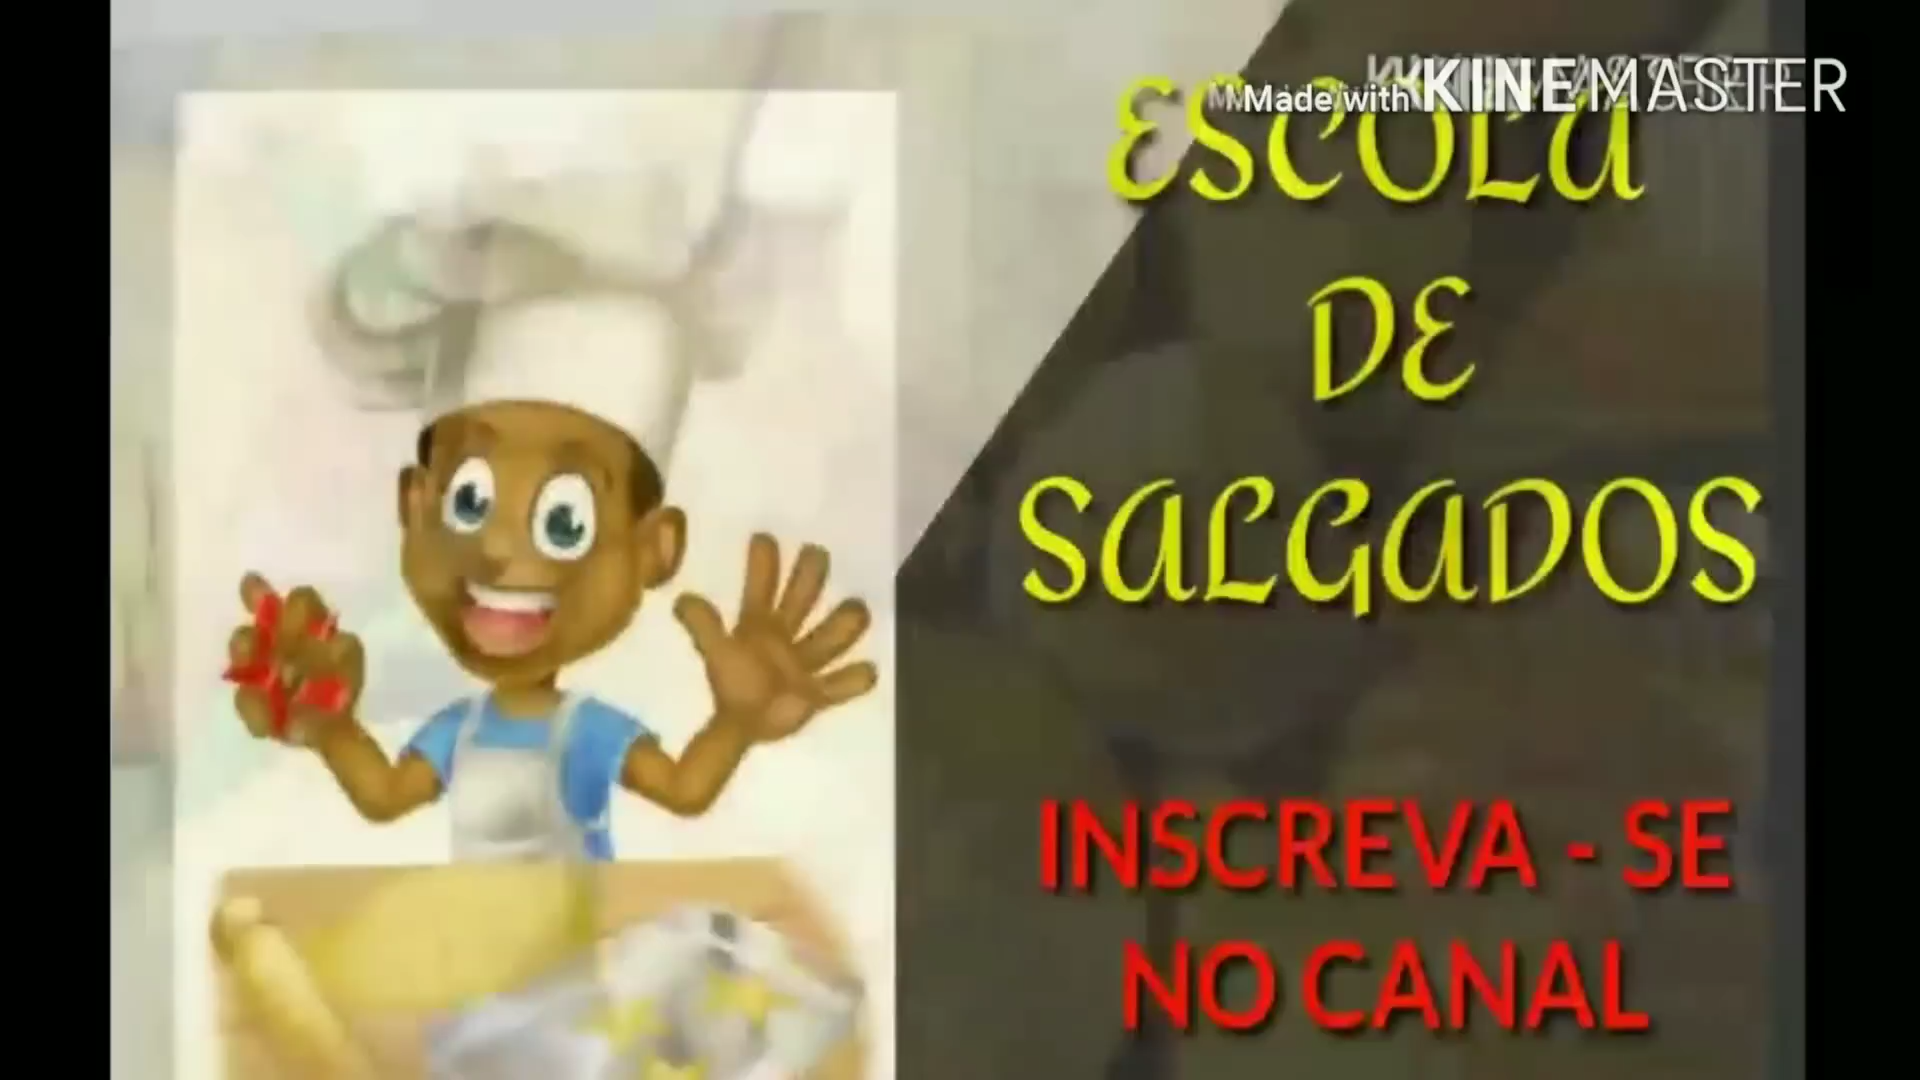 Made with KINEMASTER
ESCOLA
DE
SALGADOS
INSCREVA - SE
NO CANAL